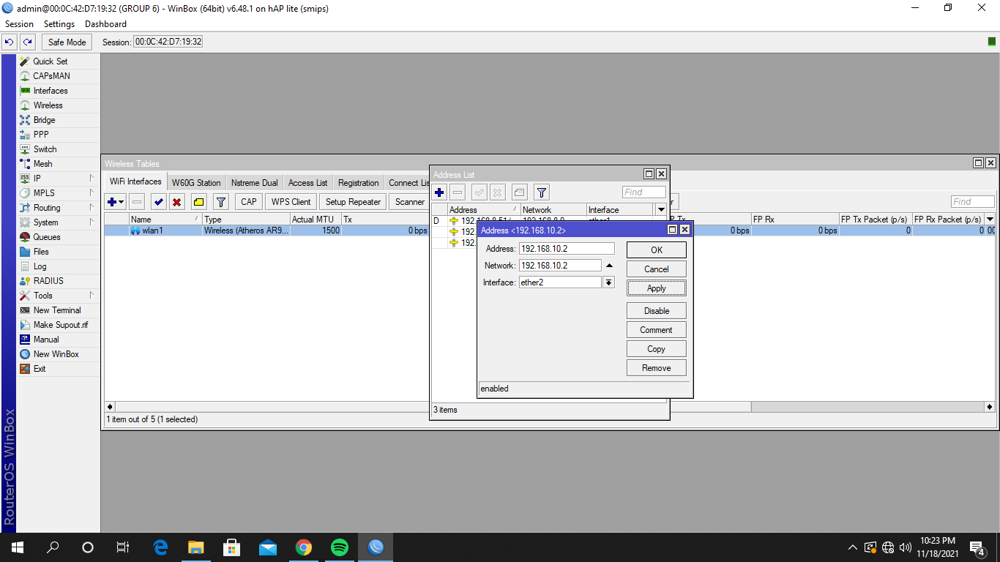 admin@00:0C:42:D7:19:32 (GROUP 6) - WinBox (64bit) v6.48.1 on hAP lite (smips)
Session Settings Dashboard
Safe Mode Session: 00:0C:42:D7:19:32
Quick Set
CAPsMAN
Interfaces
Wireless
Bridge
PPP
Switch
Mesh
IP
MPLS
Routing
System
Queues
Files
Log
RADIUS
Tools
New Terminal
Make Supout.rif
Manual
New WinBox
Exit
RouterOS WinBox
Wireless Tables
WiFi Interfaces W60G Station Nstreme Dual Access List Registration Connect Lis
CAP WPS Client Setup Repeater Scanner Find
Name Type Actual MTU Tx FP Rx FP Tx Packet (p/s) FP Rx Packet (p/s)
wlan1 Wireless (Atheros AR9... 1500 0 bps 0 bps 0 bps 0 0 00
1 item out of 5 (1 selected)
Address List
Find
Address Network Interface
D 192.168.8.51/ 192.168.8.0 ether1
192.
192.
3 items
Address <192.168.10.2>
Address: 192.168.10.2
Network: 192.168.10.2
Interface: ether2
OK
Cancel
Apply
Disable
Comment
Copy
Remove
enabled
10:23 PM
11/18/2021
4